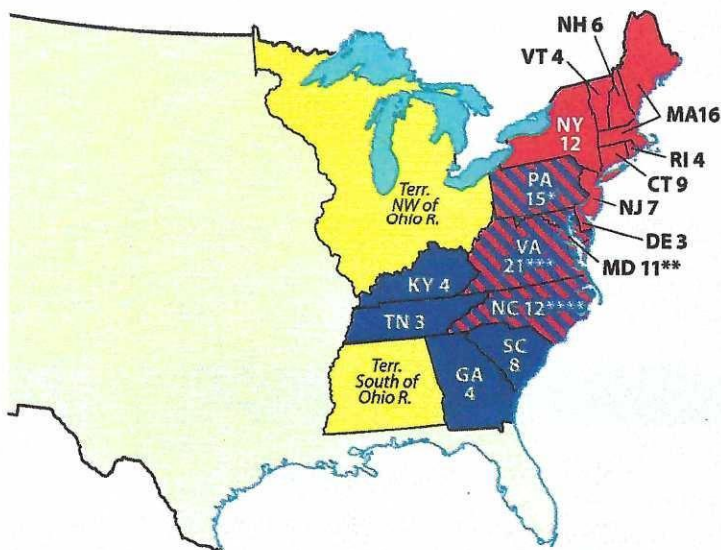 NH 6
VT 4
NY
12
MA16
RI 4
CT 9
PA
15*
NJ 7
DE 3
MD 11**
Terr.
NW of
Ohio R.
VA
21***
KY 4
NC 12****
TN 3
SC
8
GA
4
Terr.
South of
Ohio R.